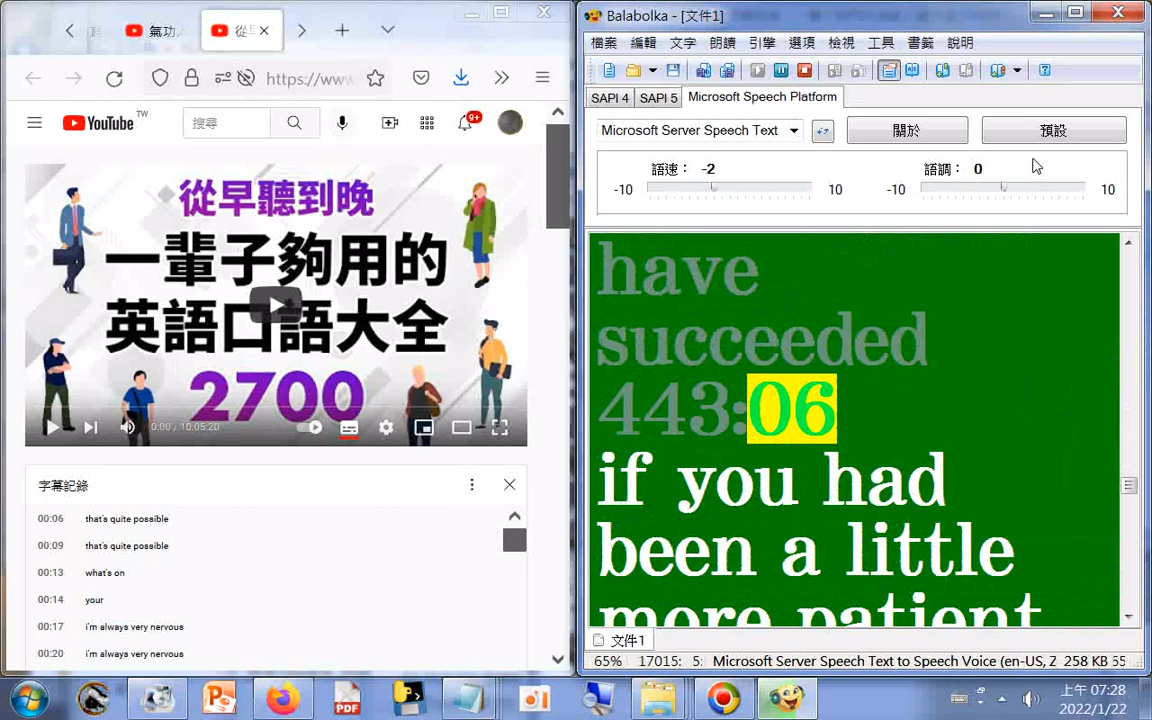 氣功
從
https://www
YouTube TW
搜尋
9+
從早聽到晚
一輩子夠用的
英語口語大全
2700
0:00 / 10:05:20
字幕記錄
00:06 that's quite possible
00:09 that's quite possible
00:13 what's on
00:14 your
00:17 i'm always very nervous
00:20 i'm always very nervous
Balabolka - [文件1]
檔案 編輯 文字 朗讀 引擎 選項 檢視 工具 書籤 說明
SAPI 4 SAPI 5 Microsoft Speech Platform
Microsoft Server Speech Text 關於 預設
語速： -2 語調： 0
-10 10 -10 10
have
succeeded
443:06
if you had
been a little
more patient
文件1
65% 17015: 5: Microsoft Server Speech Text to Speech Voice (en-US, Z 258 KB 55
PDF
上午 07:28
2022/1/22